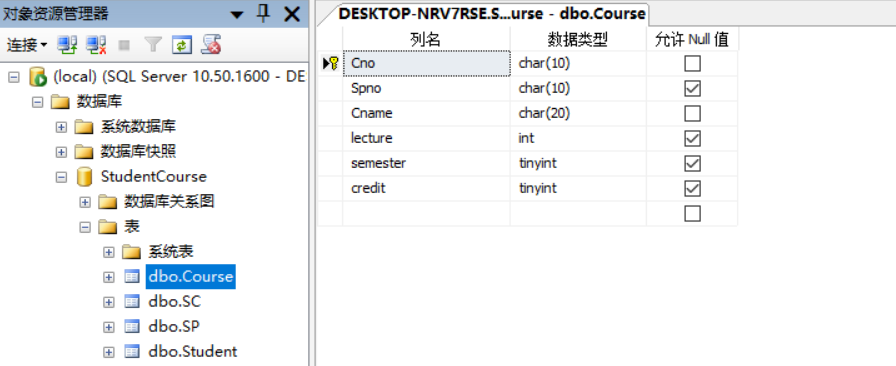 对象资源管理器
连接
(local) (SQL Server 10.50.1600 - DE
数据库
系统数据库
数据库快照
StudentCourse
数据库关系图
表
系统表
dbo.Course
dbo.SC
dbo.SP
dbo.Student
DESKTOP-NRV7RSE.S...urse - dbo.Course
列名 数据类型 允许 Null 值
Cno char(10)
Spno char(10)
Cname char(20)
lecture int
semester tinyint
credit tinyint